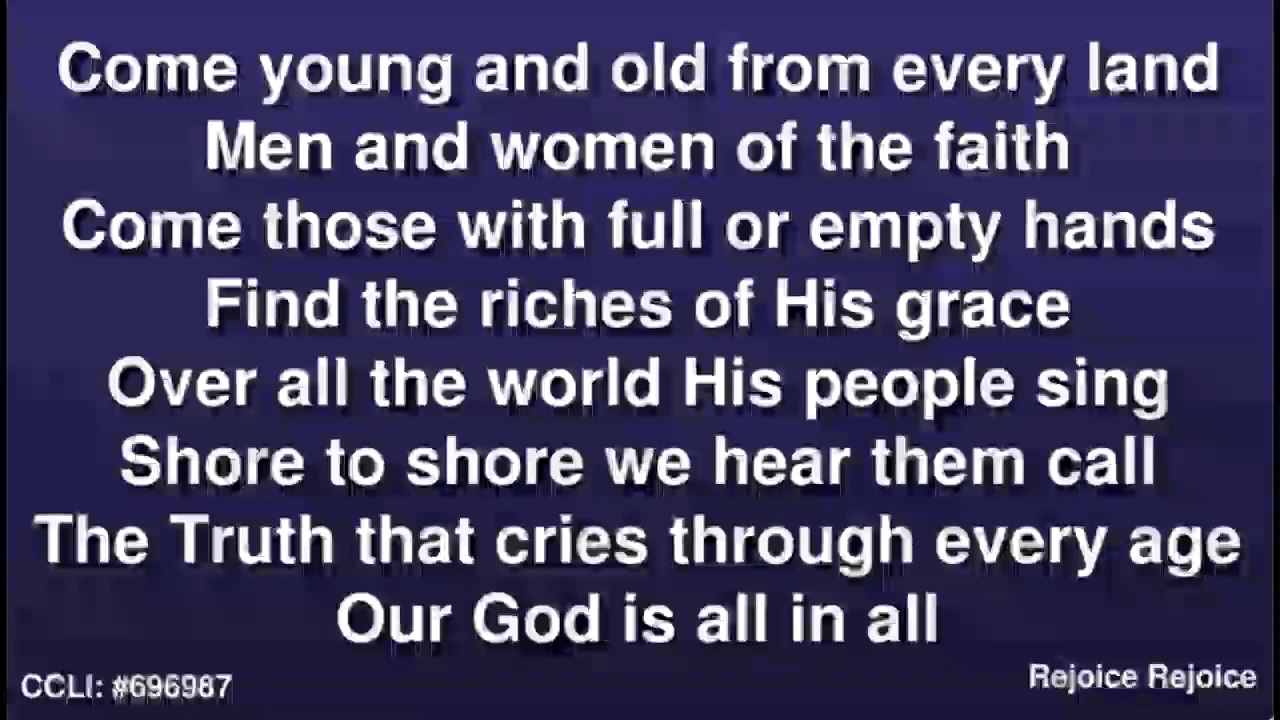 Come young and old from every land
Men and women of the faith
Come those with full or empty hands
Find the riches of His grace
Over all the world His people sing
Shore to shore we hear them call
The Truth that cries through every age
Our God is all in all
CCLI: #696987
Rejoice Rejoice